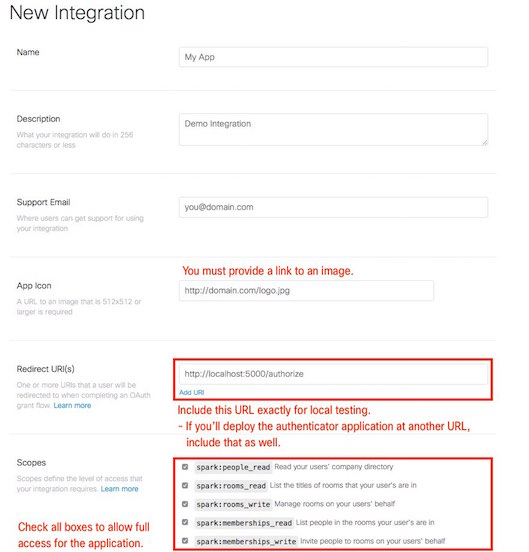 New Integration
Name
My App
Description
What your integration will do in 256
characters or less
Demo Integration
Support Email
Where users can get support for using
your integration
you@domain.com
You must provide a link to an image.
App Icon
A URL to an image that is 512x512 or
larger is required
http://domain.com/logo.jpg
Redirect URI(s)
One or more URIs that a user will be
redirected to when completing an OAuth
grant flow. Learn more
http://localhost:5000/authorize
Add URI
Include this URL exactly for local testing.
- If you'll deploy the authenticator application at another URL,
include that as well.
Scopes
Scopes define the level of access that
your integration requires. Learn more
Check all boxes to allow full
access for the application.
spark:people_read Read your users' company directory
spark:rooms_read List the titles of rooms that your user's are in
spark:rooms_write Manage rooms on your users' behalf
spark:memberships_read List people in the rooms your user's are in
spark:memberships_write Invite people to rooms on your users' behalf